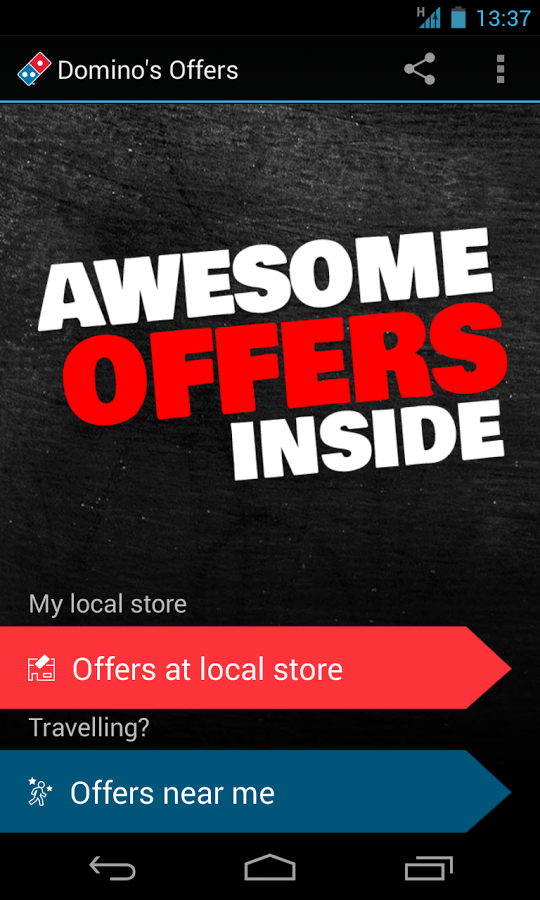 H 13:37
Domino's Offers
AWESOME
OFFERS
INSIDE
My local store
Offers at local store
Travelling?
Offers near me